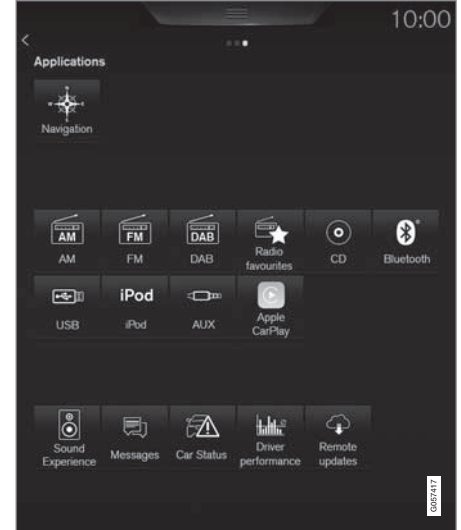 10:00
Applications
Navigation
AM FM DAB
AM FM DAB Radio favourites CD Bluetooth
iPod
USB iPod AUX Apple CarPlay
Sound Experience Messages Car Status Driver performance Remote updates
G057417